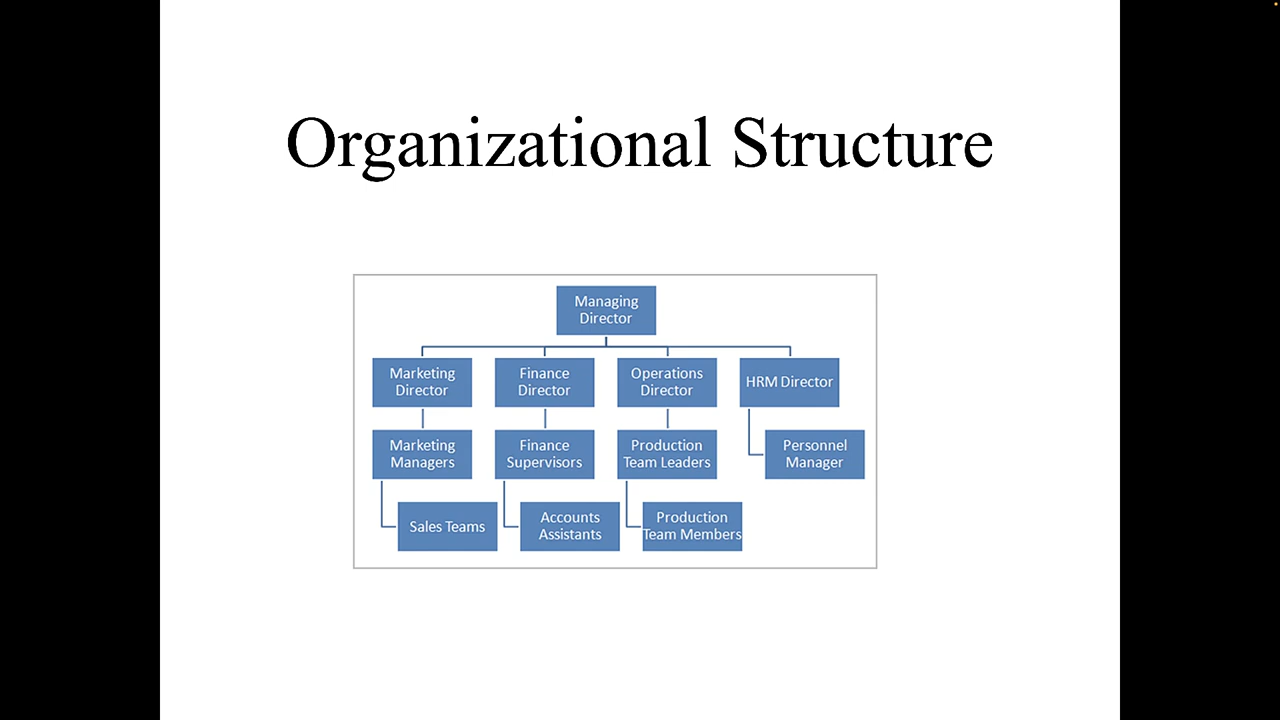 Organizational Structure
Managing
Director
Marketing
Director
Finance
Director
Operations
Director
HRM Director
Marketing
Managers
Finance
Supervisors
Production
Team Leaders
Personnel
Manager
Sales Teams
Accounts
Assistants
Production
Team Members